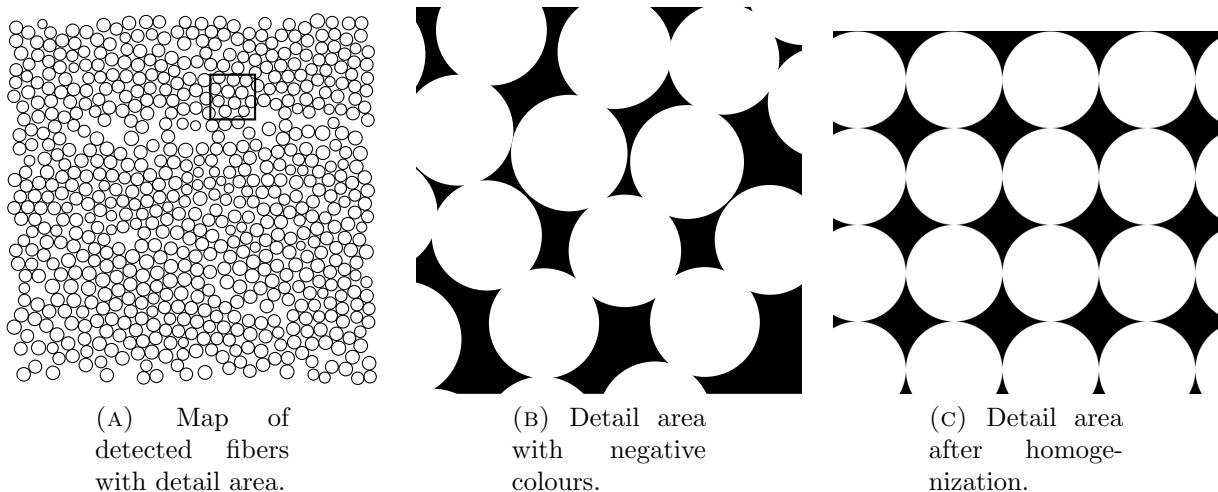 (A) Map of
detected fibers
with detail area.
(B) Detail area
with negative
colours.
(C) Detail area
after homoge-
nization.